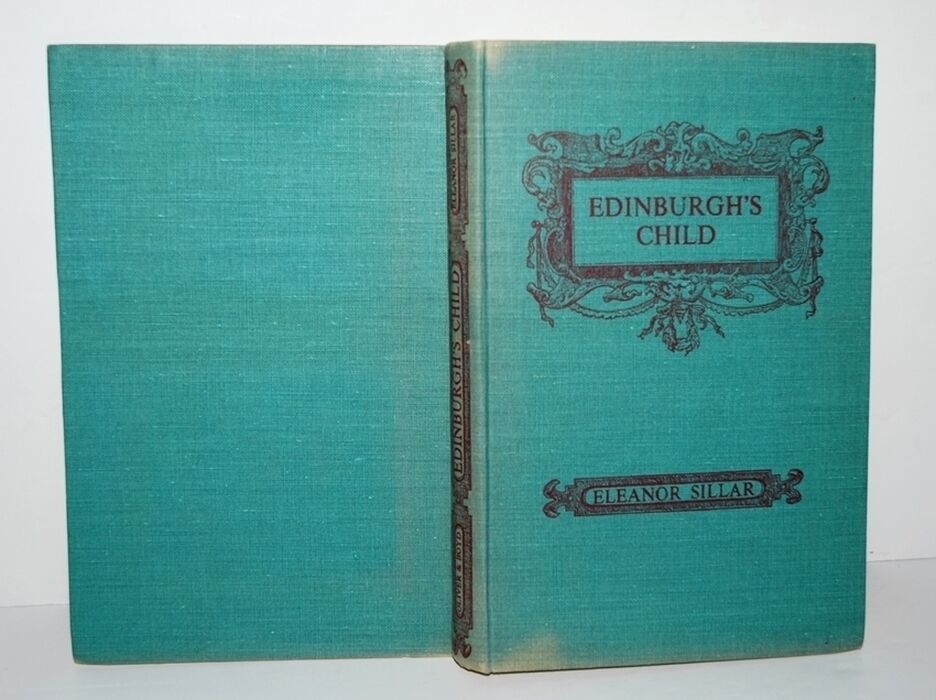 EDINBURGH'S
CHILD
ELEANOR SILLAR
ELEANOR SILLAR
EDINBURGH'S CHILD
OLIVER & BOYD